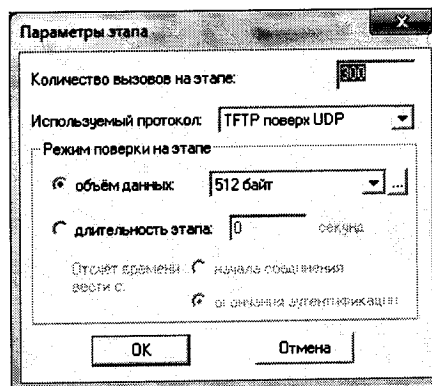 Параметры этапа
Количество вызовов на этапе: 300
Используемый протокол: TFTP поверх UDP
Режим поверки на этапе
объём данных: 512 байт ...
длительность этапа: 0 секунд
Отсчёт времени вести с: начала соединения
окончания аутентификации
OK Отмена